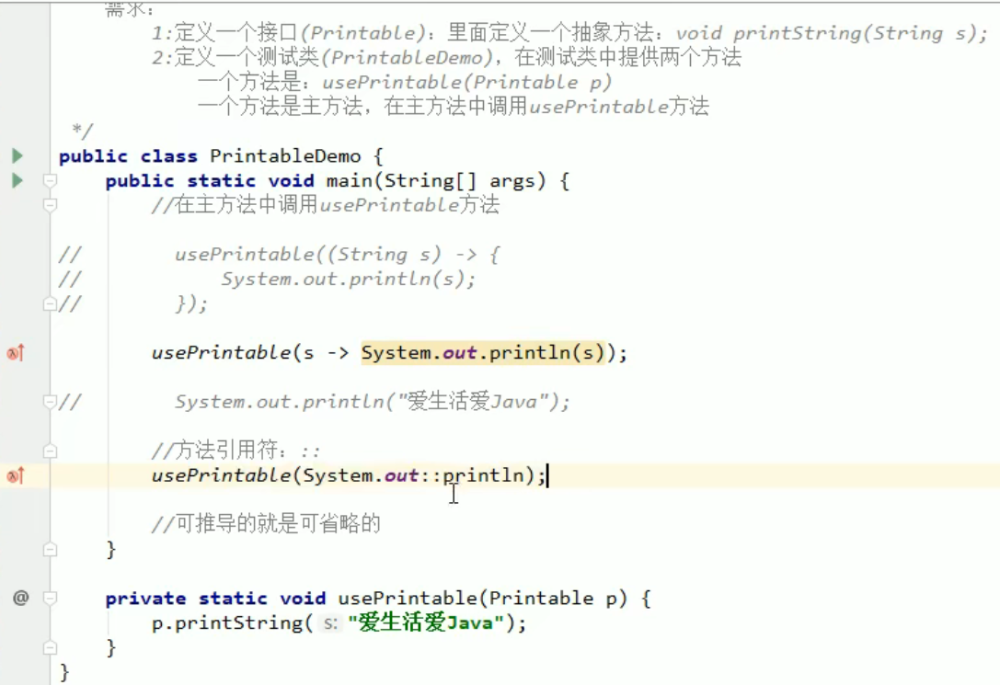 需求:
1:定义一个接口(Printable): 里面定义一个抽象方法: void printString(String s);
2:定义一个测试类(PrintableDemo), 在测试类中提供两个方法
一个方法是: usePrintable(Printable p)
一个方法是主方法, 在主方法中调用usePrintable方法
*/
public class PrintableDemo {
public static void main(String[] args) {
//在主方法中调用usePrintable方法
// usePrintable((String s) -> {
// System.out.println(s);
// });
usePrintable(s -> System.out.println(s));
// System.out.println("爱生活爱Java");
//方法引用符: ::
usePrintable(System.out::println);
//可推导的就是可省略的
}
@ private static void usePrintable(Printable p) {
p.printString( s: "爱生活爱Java");
}
}